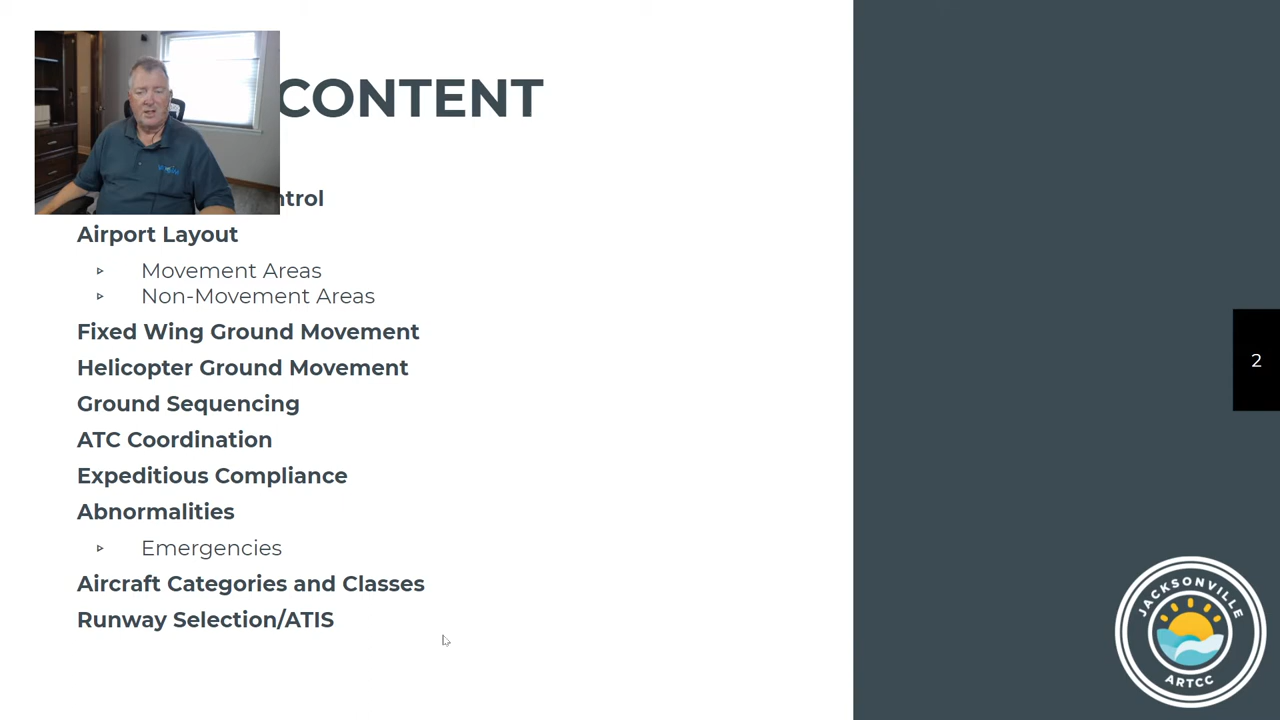 CONTENT
ntrol
Airport Layout
Movement Areas
Non-Movement Areas
Fixed Wing Ground Movement
Helicopter Ground Movement
Ground Sequencing
ATC Coordination
Expeditious Compliance
Abnormalities
Emergencies
Aircraft Categories and Classes
Runway Selection/ATIS
2
JACKSONVILLE
ARTCC